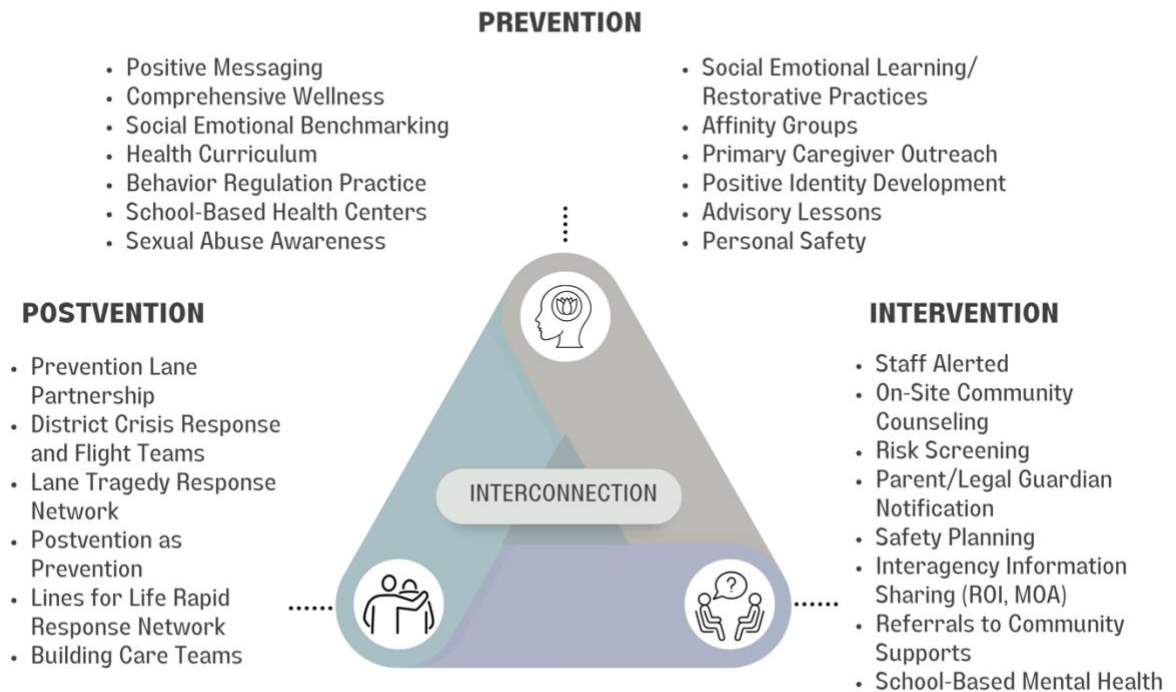 PREVENTION
• Positive Messaging
• Comprehensive Wellness
• Social Emotional Benchmarking
• Health Curriculum
• Behavior Regulation Practice
• School-Based Health Centers
• Sexual Abuse Awareness
• Social Emotional Learning/
Restorative Practices
• Affinity Groups
• Primary Caregiver Outreach
• Positive Identity Development
• Advisory Lessons
• Personal Safety
POSTVENTION
• Prevention Lane
Partnership
• District Crisis Response
and Flight Teams
• Lane Tragedy Response
Network
• Postvention as
Prevention
• Lines for Life Rapid
Response Network
• Building Care Teams
INTERCONNECTION
?
INTERVENTION
• Staff Alerted
• On-Site Community
Counseling
• Risk Screening
• Parent/Legal Guardian
Notification
• Safety Planning
• Interagency Information
Sharing (ROI, MOA)
• Referrals to Community
Supports
• School-Based Mental Health